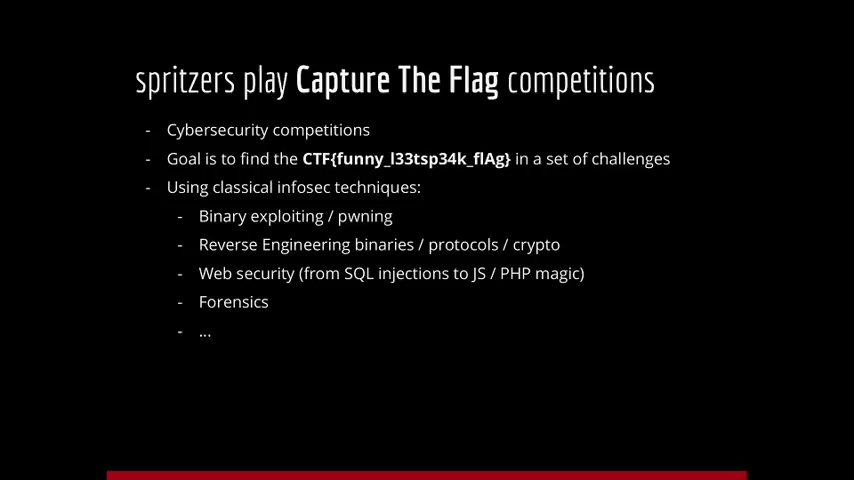 spritzers play Capture The Flag competitions
- Cybersecurity competitions
- Goal is to find the CTF{funny_l33tsp34k_flAg} in a set of challenges
- Using classical infosec techniques:
- Binary exploiting / pwning
- Reverse Engineering binaries / protocols / crypto
- Web security (from SQL injections to JS / PHP magic)
- Forensics
- ...